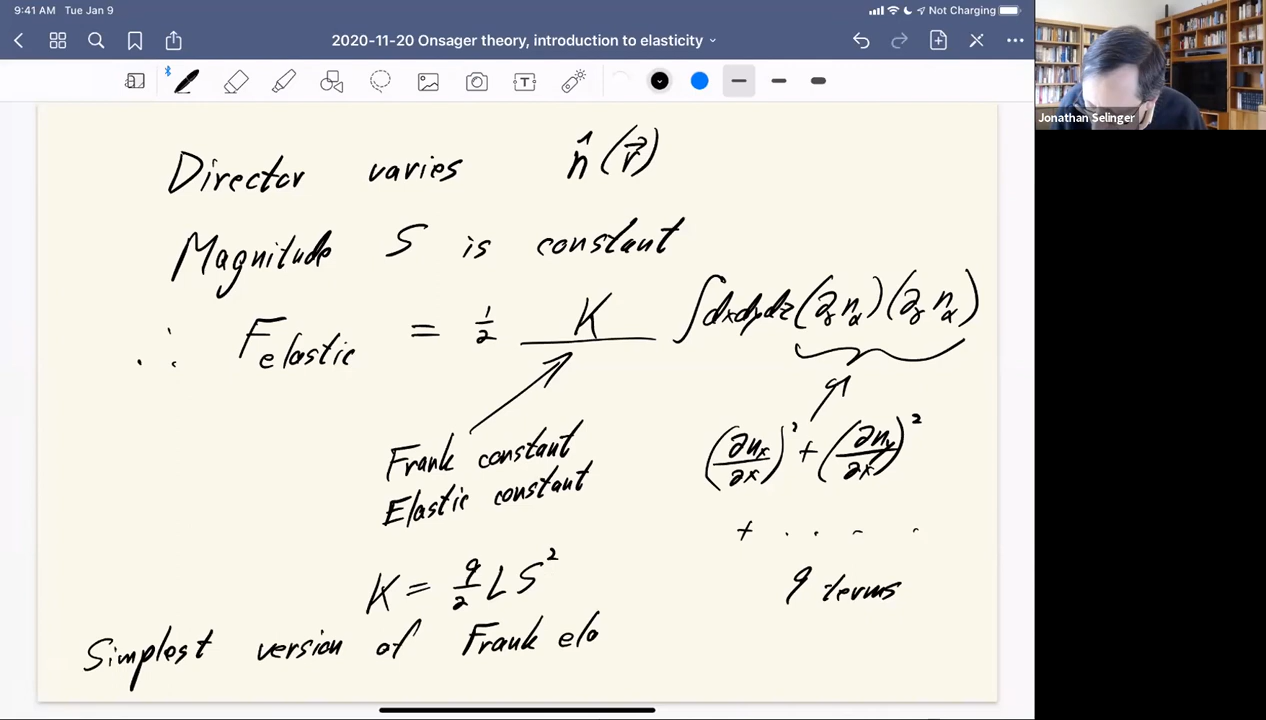 9:41 AM Tue Jan 9
Not Charging
2020-11-20 Onsager theory, introduction to elasticity
Jonathan Selinger
Director varies n̂(r⃗)
Magnitude S is constant
∴ F_elastic = 1/2 K ∫dxdydz(∂_γ n_α)(∂_γ n_α)
Frank constant
Elastic constant
(∂n_x/∂x)² + (∂n_y/∂x)²
+ . . . .
9 terms
K = 9/2 L S²
Simplest version of Frank ela